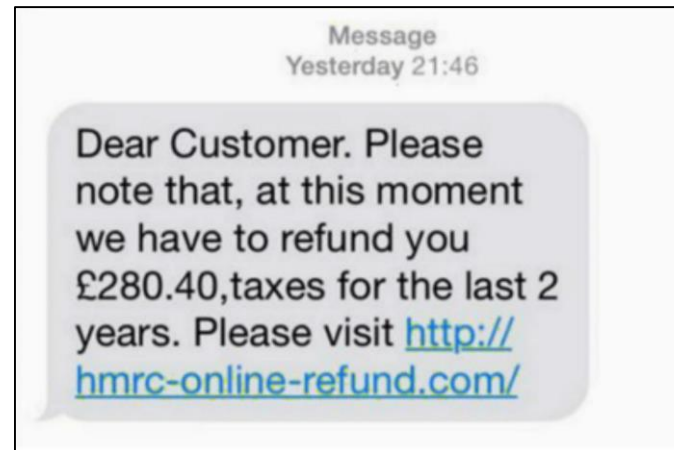 Message
Yesterday 21:46
Dear Customer. Please
note that, at this moment
we have to refund you
£280.40,taxes for the last 2
years. Please visit http://
hmrc-online-refund.com/